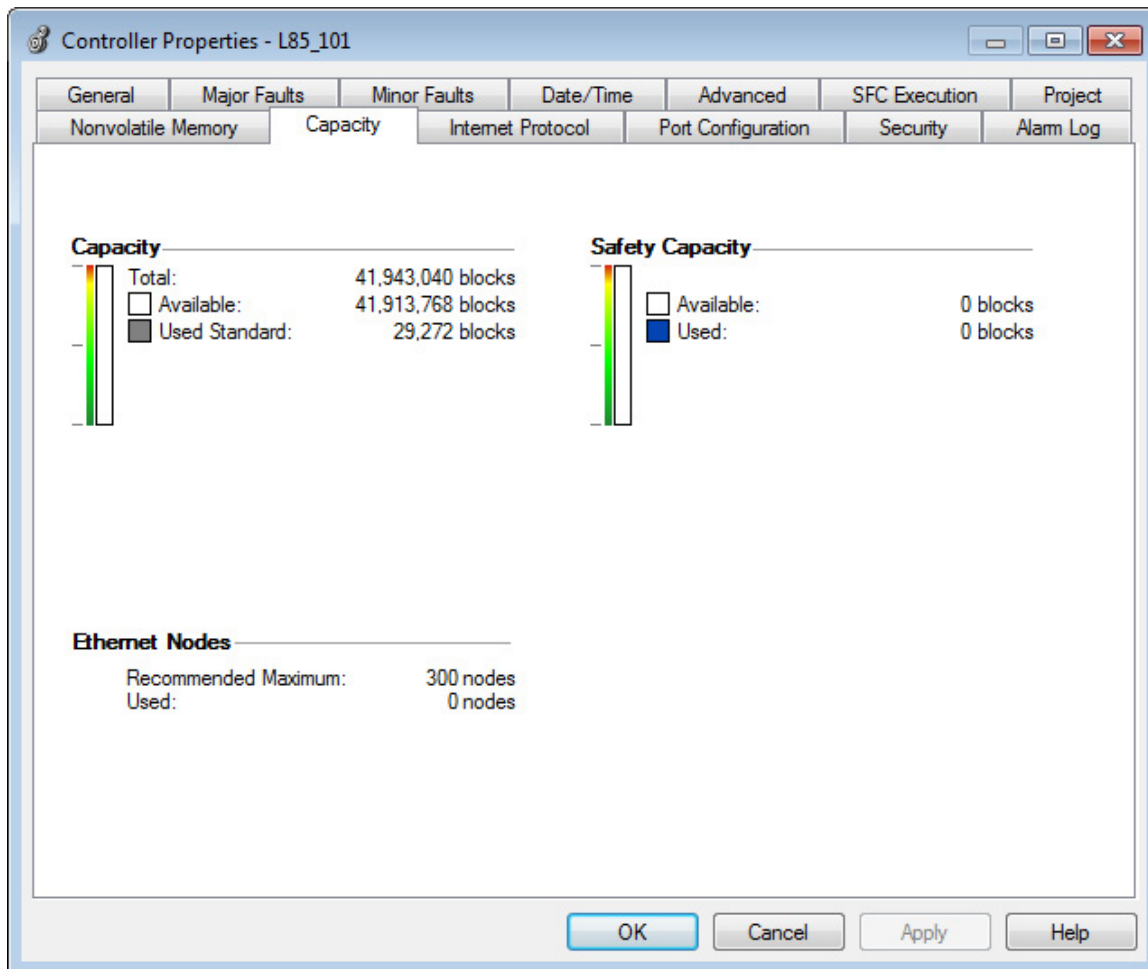 Controller Properties - L85_101
General Major Faults Minor Faults Date/Time Advanced SFC Execution Project
Nonvolatile Memory Capacity Internet Protocol Port Configuration Security Alarm Log
Capacity
Total: 41,943,040 blocks
Available: 41,913,768 blocks
Used Standard: 29,272 blocks
Safety Capacity
Available: 0 blocks
Used: 0 blocks
Ethernet Nodes
Recommended Maximum: 300 nodes
Used: 0 nodes
OK Cancel Apply Help